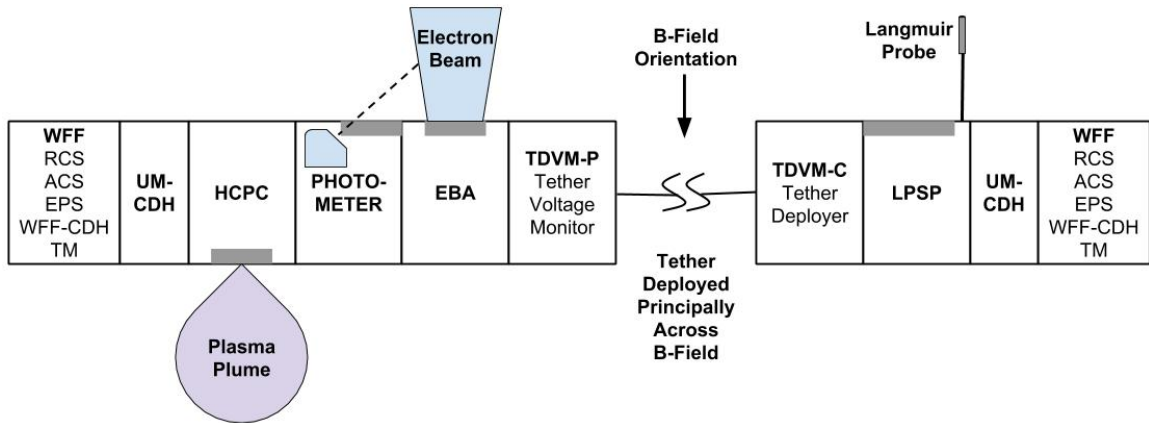 Electron
Beam
B-Field
Orientation
Langmuir
Probe
WFF
RCS
ACS
EPS
WFF-CDH
TM
UM-
CDH
HCPC
PHOTO-
METER
EBA
TDVM-P
Tether
Voltage
Monitor
TDVM-C
Tether
Deployer
LPSP
UM-
CDH
WFF
RCS
ACS
EPS
WFF-CDH
TM
Tether
Deployed
Principally
Across
B-Field
Plasma
Plume